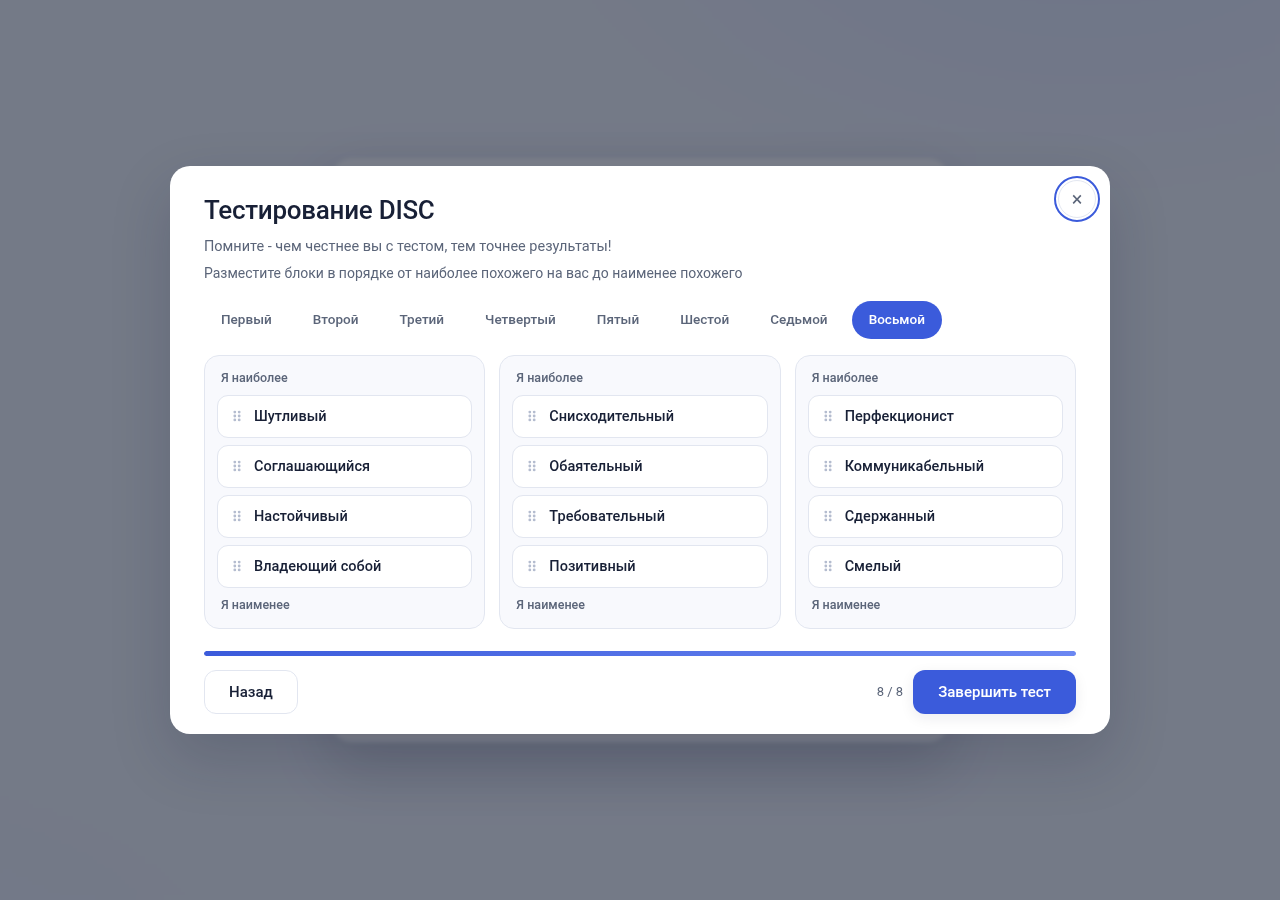 Тестирование DISC
Помните - чем честнее вы с тестом, тем точнее результаты!
Разместите блоки в порядке от наиболее похожего на вас до наименее похожего
Первый Второй Третий Четвертый Пятый Шестой Седьмой Восьмой
Я наиболее
Шутливый
Соглашающийся
Настойчивый
Владеющий собой
Я наименее
Я наиболее
Снисходительный
Обаятельный
Требовательный
Позитивный
Я наименее
Я наиболее
Перфекционист
Коммуникабельный
Сдержанный
Смелый
Я наименее
Назад
8 / 8
Завершить тест